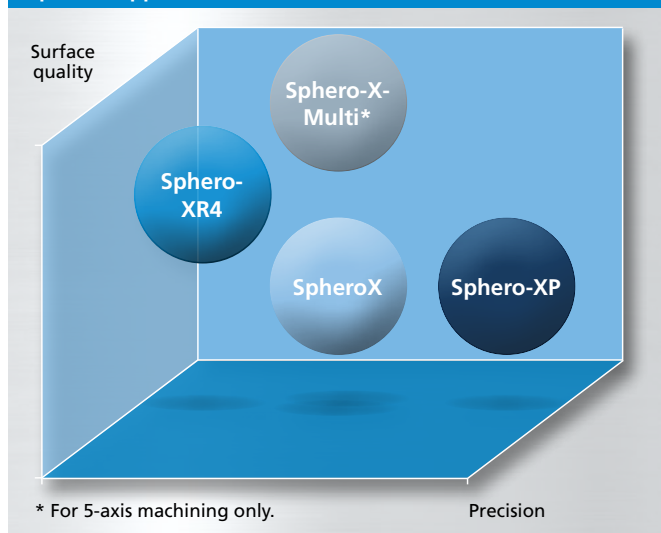 Surface
quality
Sphero-X-
Multi*
Sphero-
XR4
SpheroX
Sphero-XP
* For 5-axis machining only.
Precision